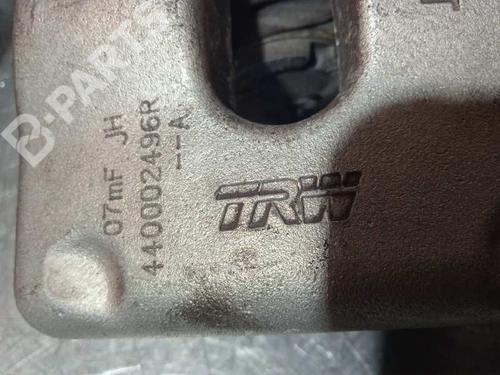 B-PARTS
T
07mF JH
440002496R
--A
TRW